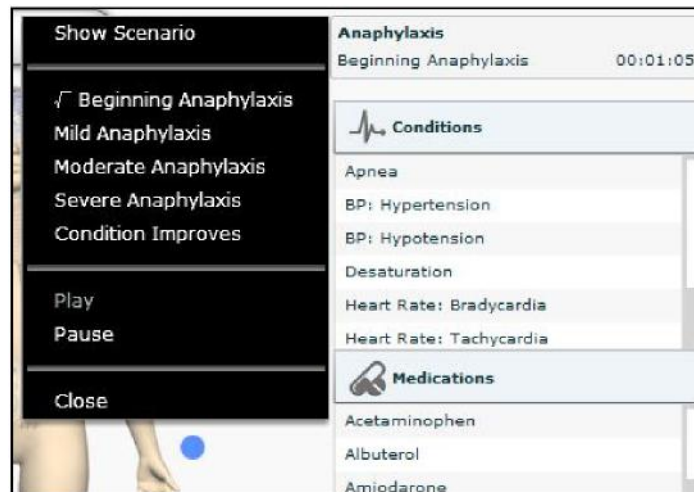 Show Scenario
√ Beginning Anaphylaxis
Mild Anaphylaxis
Moderate Anaphylaxis
Severe Anaphylaxis
Condition Improves
Play
Pause
Close
Anaphylaxis
Beginning Anaphylaxis 00:01:05
Conditions
Apnea
BP: Hypertension
BP: Hypotension
Desaturation
Heart Rate: Bradycardia
Heart Rate: Tachycardia
Medications
Acetaminophen
Albuterol
Amiodarone